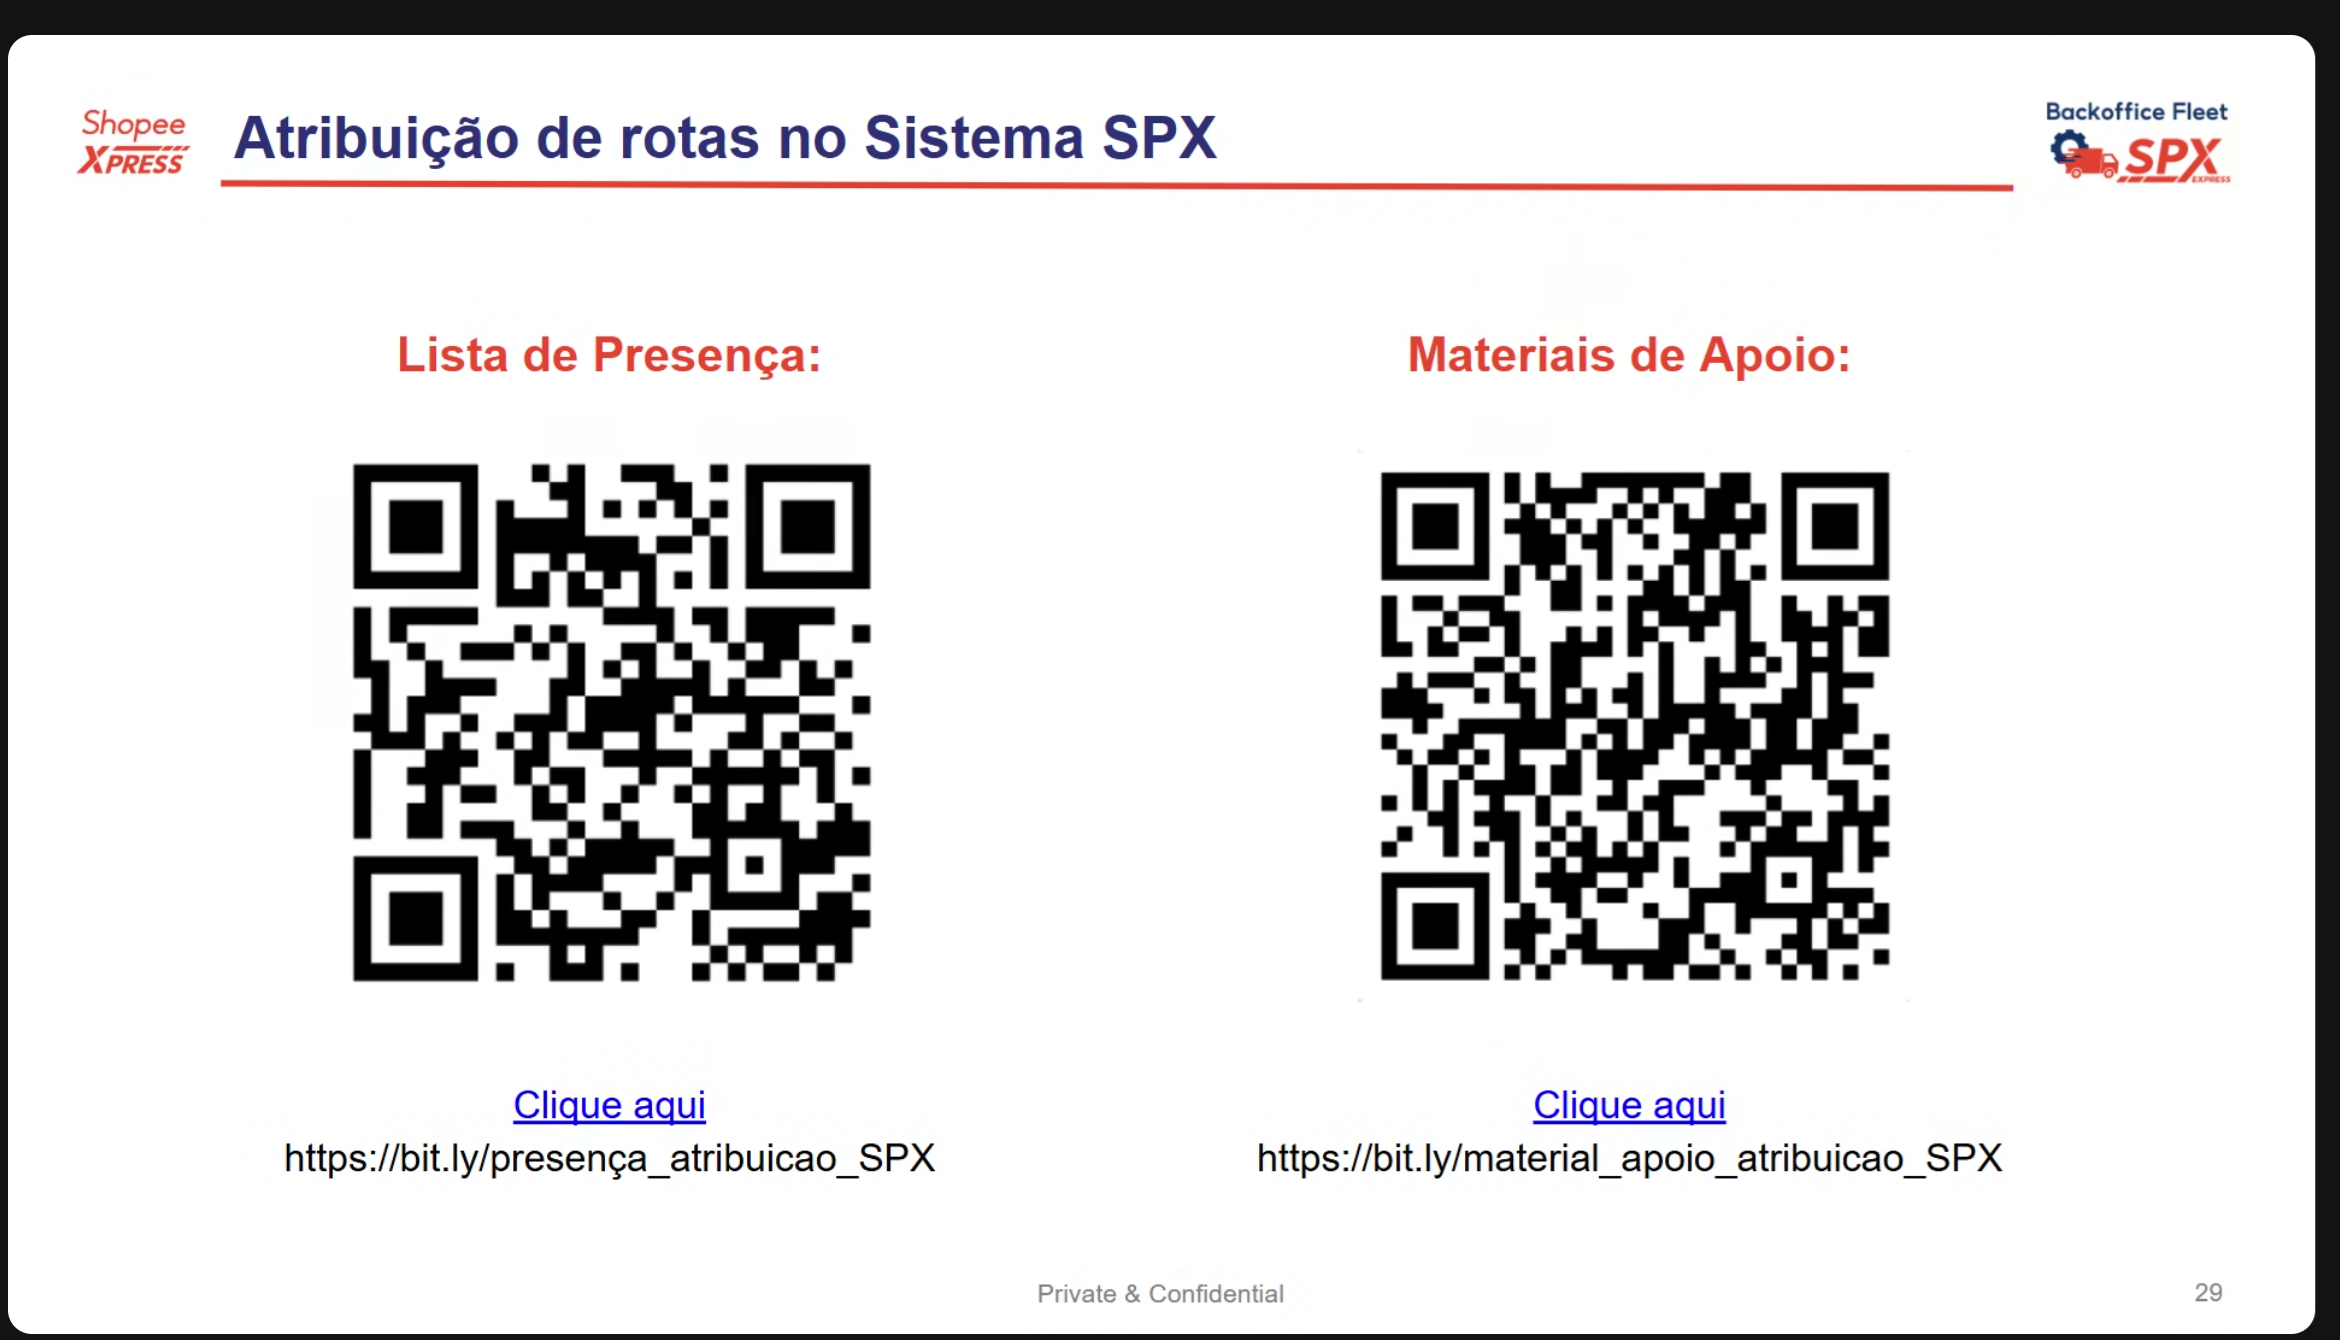 Shopee
XPRESS
Atribuição de rotas no Sistema SPX
Backoffice Fleet
SPX
EXPRESS
Lista de Presença:
Materiais de Apoio:
Clique aqui
https://bit.ly/presença_atribuicao_SPX
Clique aqui
https://bit.ly/material_apoio_atribuicao_SPX
Private & Confidential
29